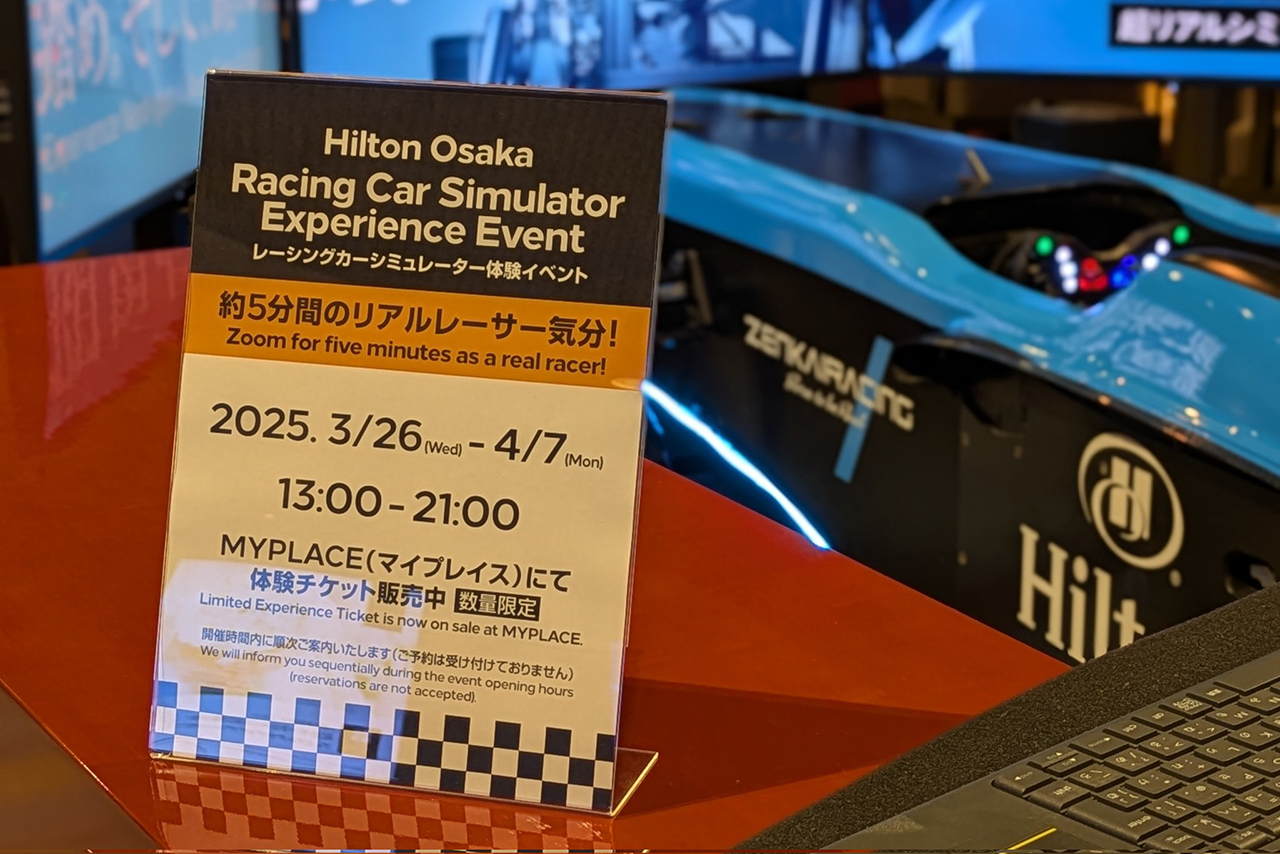 Hilton Osaka
Racing Car Simulator
Experience Event
レーシングカーシミュレーター体験イベント
約5分間のリアルレーサー気分!
Zoom for five minutes as a real racer!
2025. 3/26(Wed) - 4/7(Mon)
13:00 - 21:00
MYPLACE(マイプレイス)にて
体験チケット販売中 数量限定
Limited Experience Ticket is now on sale at MYPLACE.
開催時間内に順次ご案内いたします(ご予約は受け付けておりません)
We will inform you sequentially during the event opening hours
(reservations are not accepted).
超リアルシミ
ZENKAIRACING
Hilt